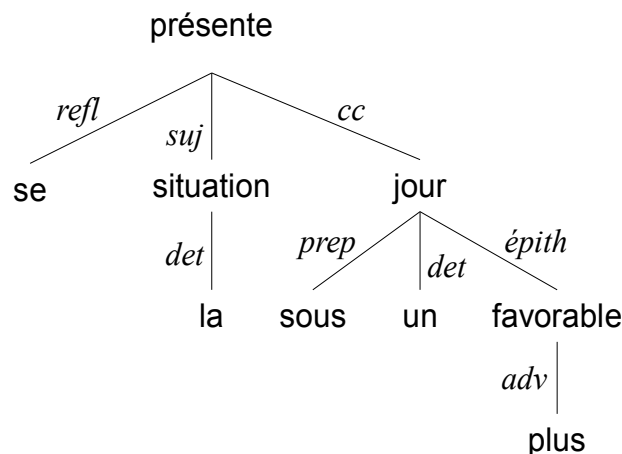 présente
refl
suj
cc
se situation jour
det prep det épith
la sous un favorable
adv
plus